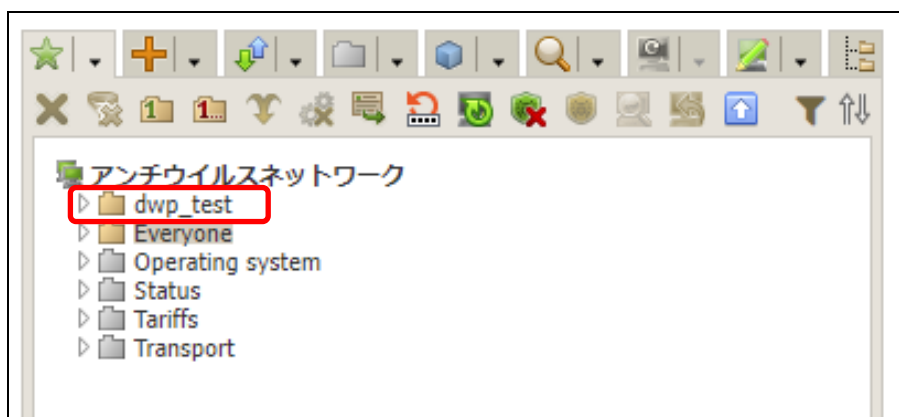 アンチウイルスネットワーク
dwp_test
Everyone
Operating system
Status
Tariffs
Transport